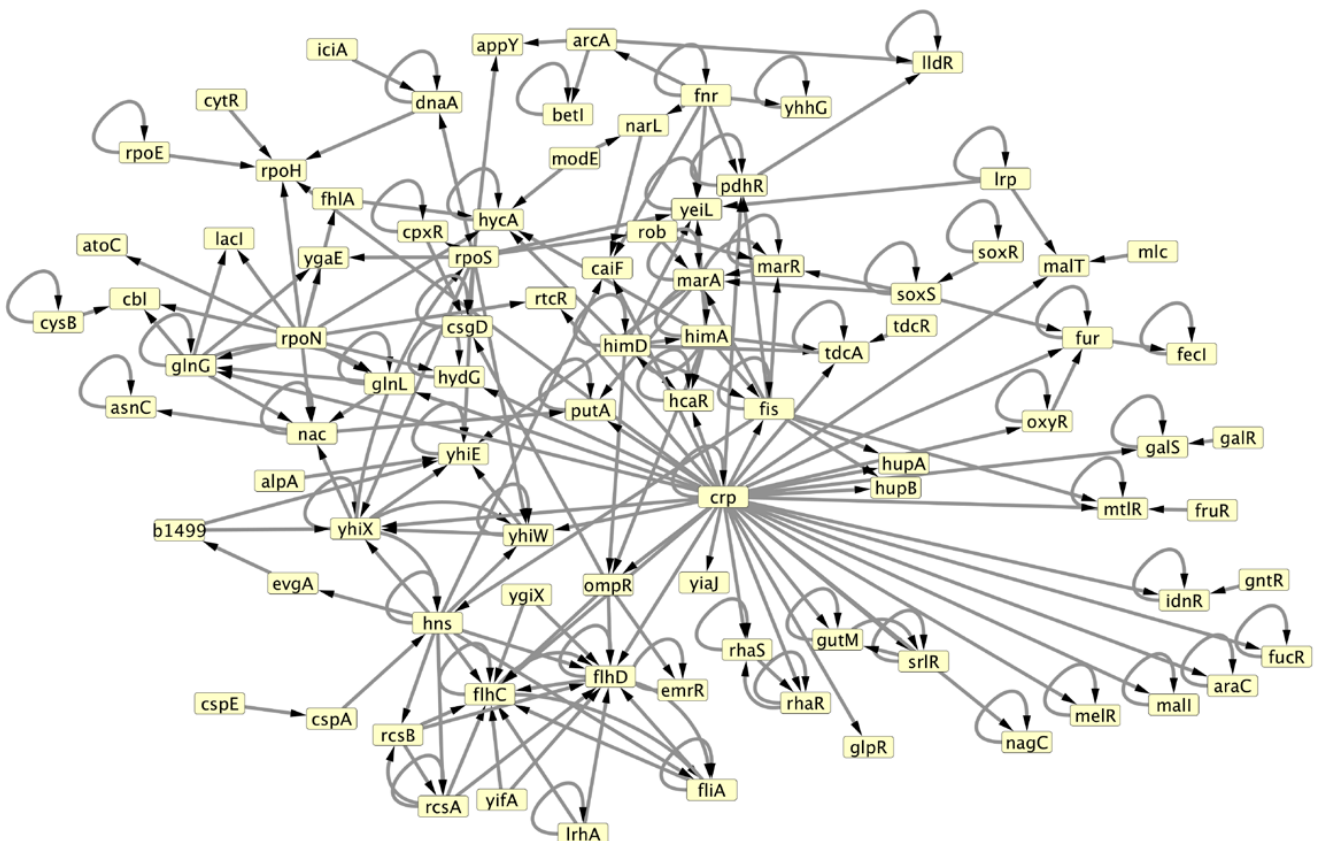 iciA
appY
arcA
lldR
cytR
dnaA
betI
fnr
yhhG
narL
rpoE
rpoH
modE
pdhR
lrp
fhlA
hycA
yeiL
atoC
lacI
cpxR
rob
soxR
mlc
ygaE
rpoS
caiF
marA
marR
malT
cbl
rtcR
soxS
cysB
rpoN
csgD
himD
himA
tdcR
fur
fecI
glnG
glnL
hydG
tdcA
asnC
nac
putA
hcaR
fis
oxyR
galS
galR
yhiE
hupA
alpA
crp
hupB
mtlR
fruR
b1499
yhiX
yhiW
evgA
ygiX
ompR
yiaJ
idnR
gntR
hns
rhaS
gutM
srlR
fucR
cspE
cspA
flhC
flhD
emrR
rhaR
araC
rcsB
glpR
nagC
melR
malI
rcsA
yifA
fliA
lrhA